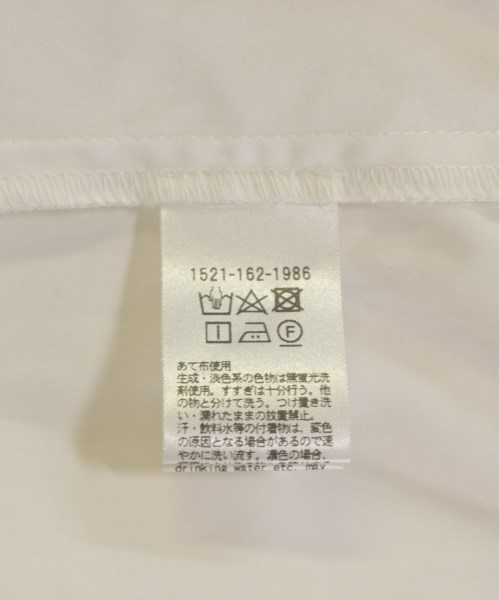 1521-162-1986
F
あて布使用
生成・淡色系の色物は無蛍光洗
剤使用。すすぎは十分行う。他
の物と分けて洗う。つけ置き洗
い・濡れたままの放置禁止。
汗・飲料水等の付着物は、変色
の原因となる場合があるので速
やかに洗い流す。濃色の場合、
drinking water etc. may